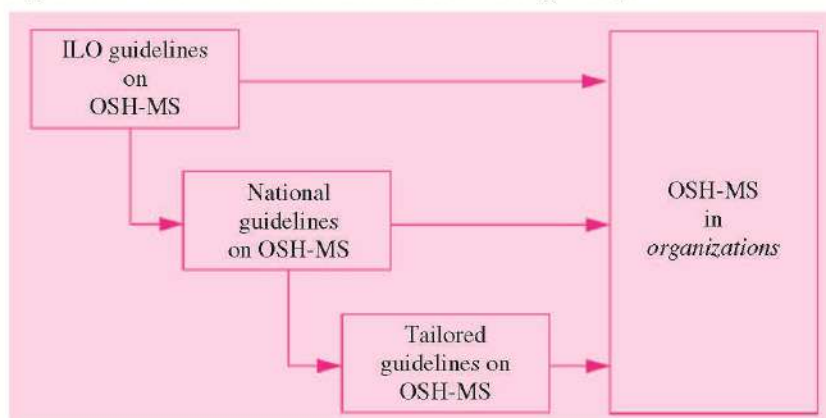 ILO guidelines
on
OSH-MS
National
guidelines
on OSH-MS
Tailored
guidelines on
OSH-MS
OSH-MS
in
organizations